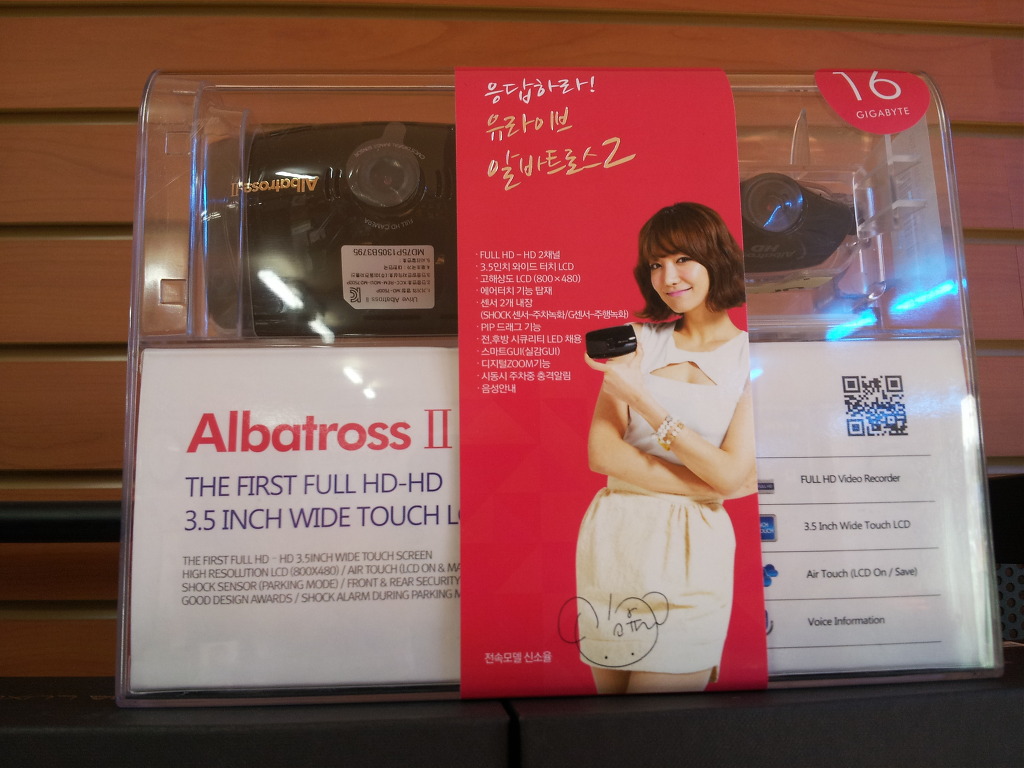 응답하라!
유라이브
알바트로스2
16
GIGABYTE
Albatross II
FULL HD CAMERA
Urive Albatross II
MD75P1305B3795
HD
· FULL HD - HD 2채널
· 3.5인치 와이드 터치 LCD
· 고해상도 LCD (800×480)
· 에어터치 기능 탑재
· 센서 2개 내장
(SHOCK 센서-주차녹화/G센서-주행녹화)
· PIP 드래그 기능
· 전,후방 시큐리티 LED 채용
· 스마트GUI(실감GUI)
· 디지털ZOOM기능
· 시동시 주차중 충격알림
· 음성안내
전속모델 신소율
Albatross II
THE FIRST FULL HD-HD
3.5 INCH WIDE TOUCH
THE FIRST FULL HD - HD 3.5INCH WIDE TOUCH SCREEN
HIGH RESOLUTION LCD (800X480) / AIR TOUCH (LCD ON &
SHOCK SENSOR (PARKING MODE) / FRONT & REAR SECURITY
GOOD DESIGN AWARDS / SHOCK ALARM DURING PARKING
FULL HD Video Recorder
3.5 Inch Wide Touch LCD
Air Touch (LCD On / Save)
Voice Information